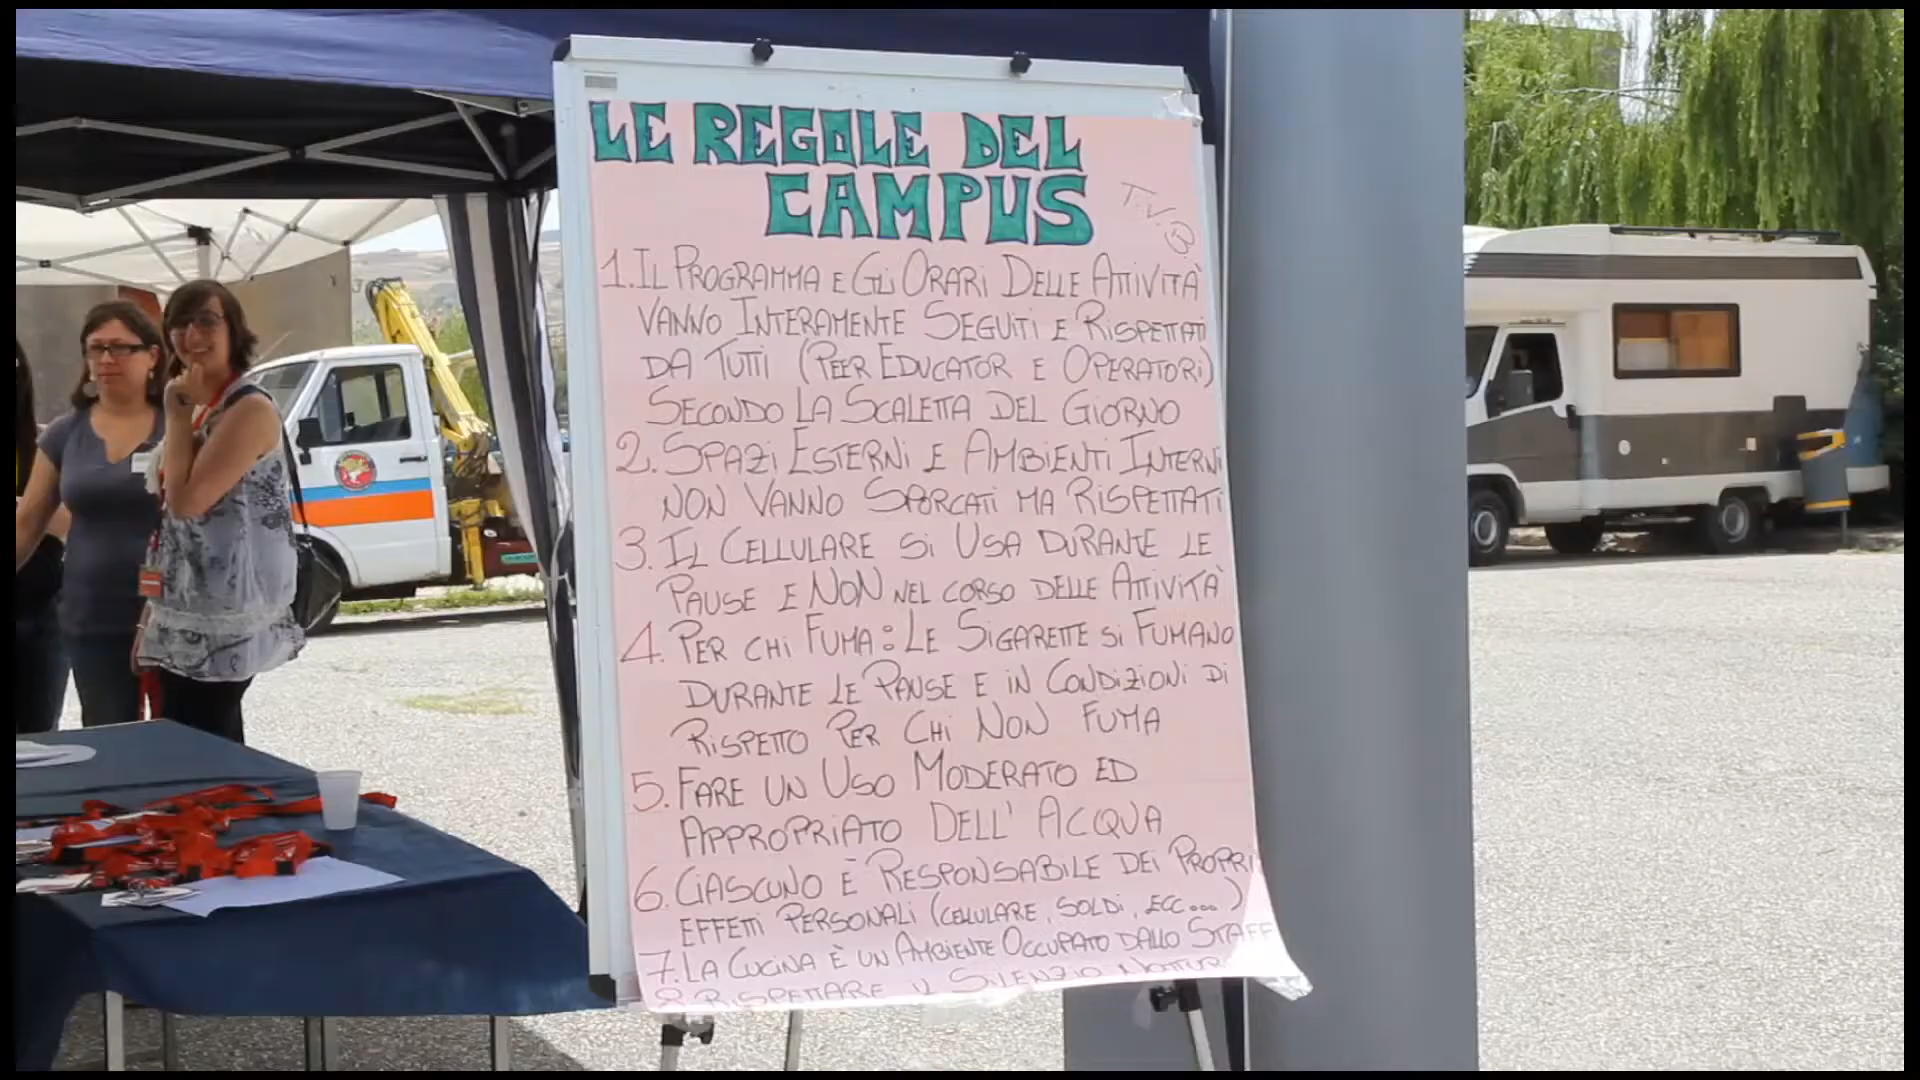 LE REGOLE DEL
CAMPUS
T.V.B
1. IL PROGRAMMA E GLI ORARI DELLE ATTIVITÀ
VANNO INTERAMENTE SEGUITI E RISPETTATI
DA TUTTI (PEER EDUCATOR E OPERATORI)
SECONDO LA SCALETTA DEL GIORNO
2. SPAZI ESTERNI E AMBIENTI INTERNI
NON VANNO SPORCATI MA RISPETTATI
3. IL CELLULARE SI USA DURANTE LE
PAUSE E NON NEL CORSO DELLE ATTIVITÀ
4. PER CHI FUMA: LE SIGARETTE SI FUMANO
DURANTE LE PAUSE E IN CONDIZIONI DI
RISPETTO PER CHI NON FUMA
5. FARE UN USO MODERATO ED
APPROPRIATO DELL' ACQUA
6. CIASCUNO È RESPONSABILE DEI PROPRI
EFFETTI PERSONALI (CELLULARE, SOLDI, ECC...)
7. LA CUCINA È UN AMBIENTE OCCUPATO DALLO STAFF
8. RISPETTARE IL SILENZIO